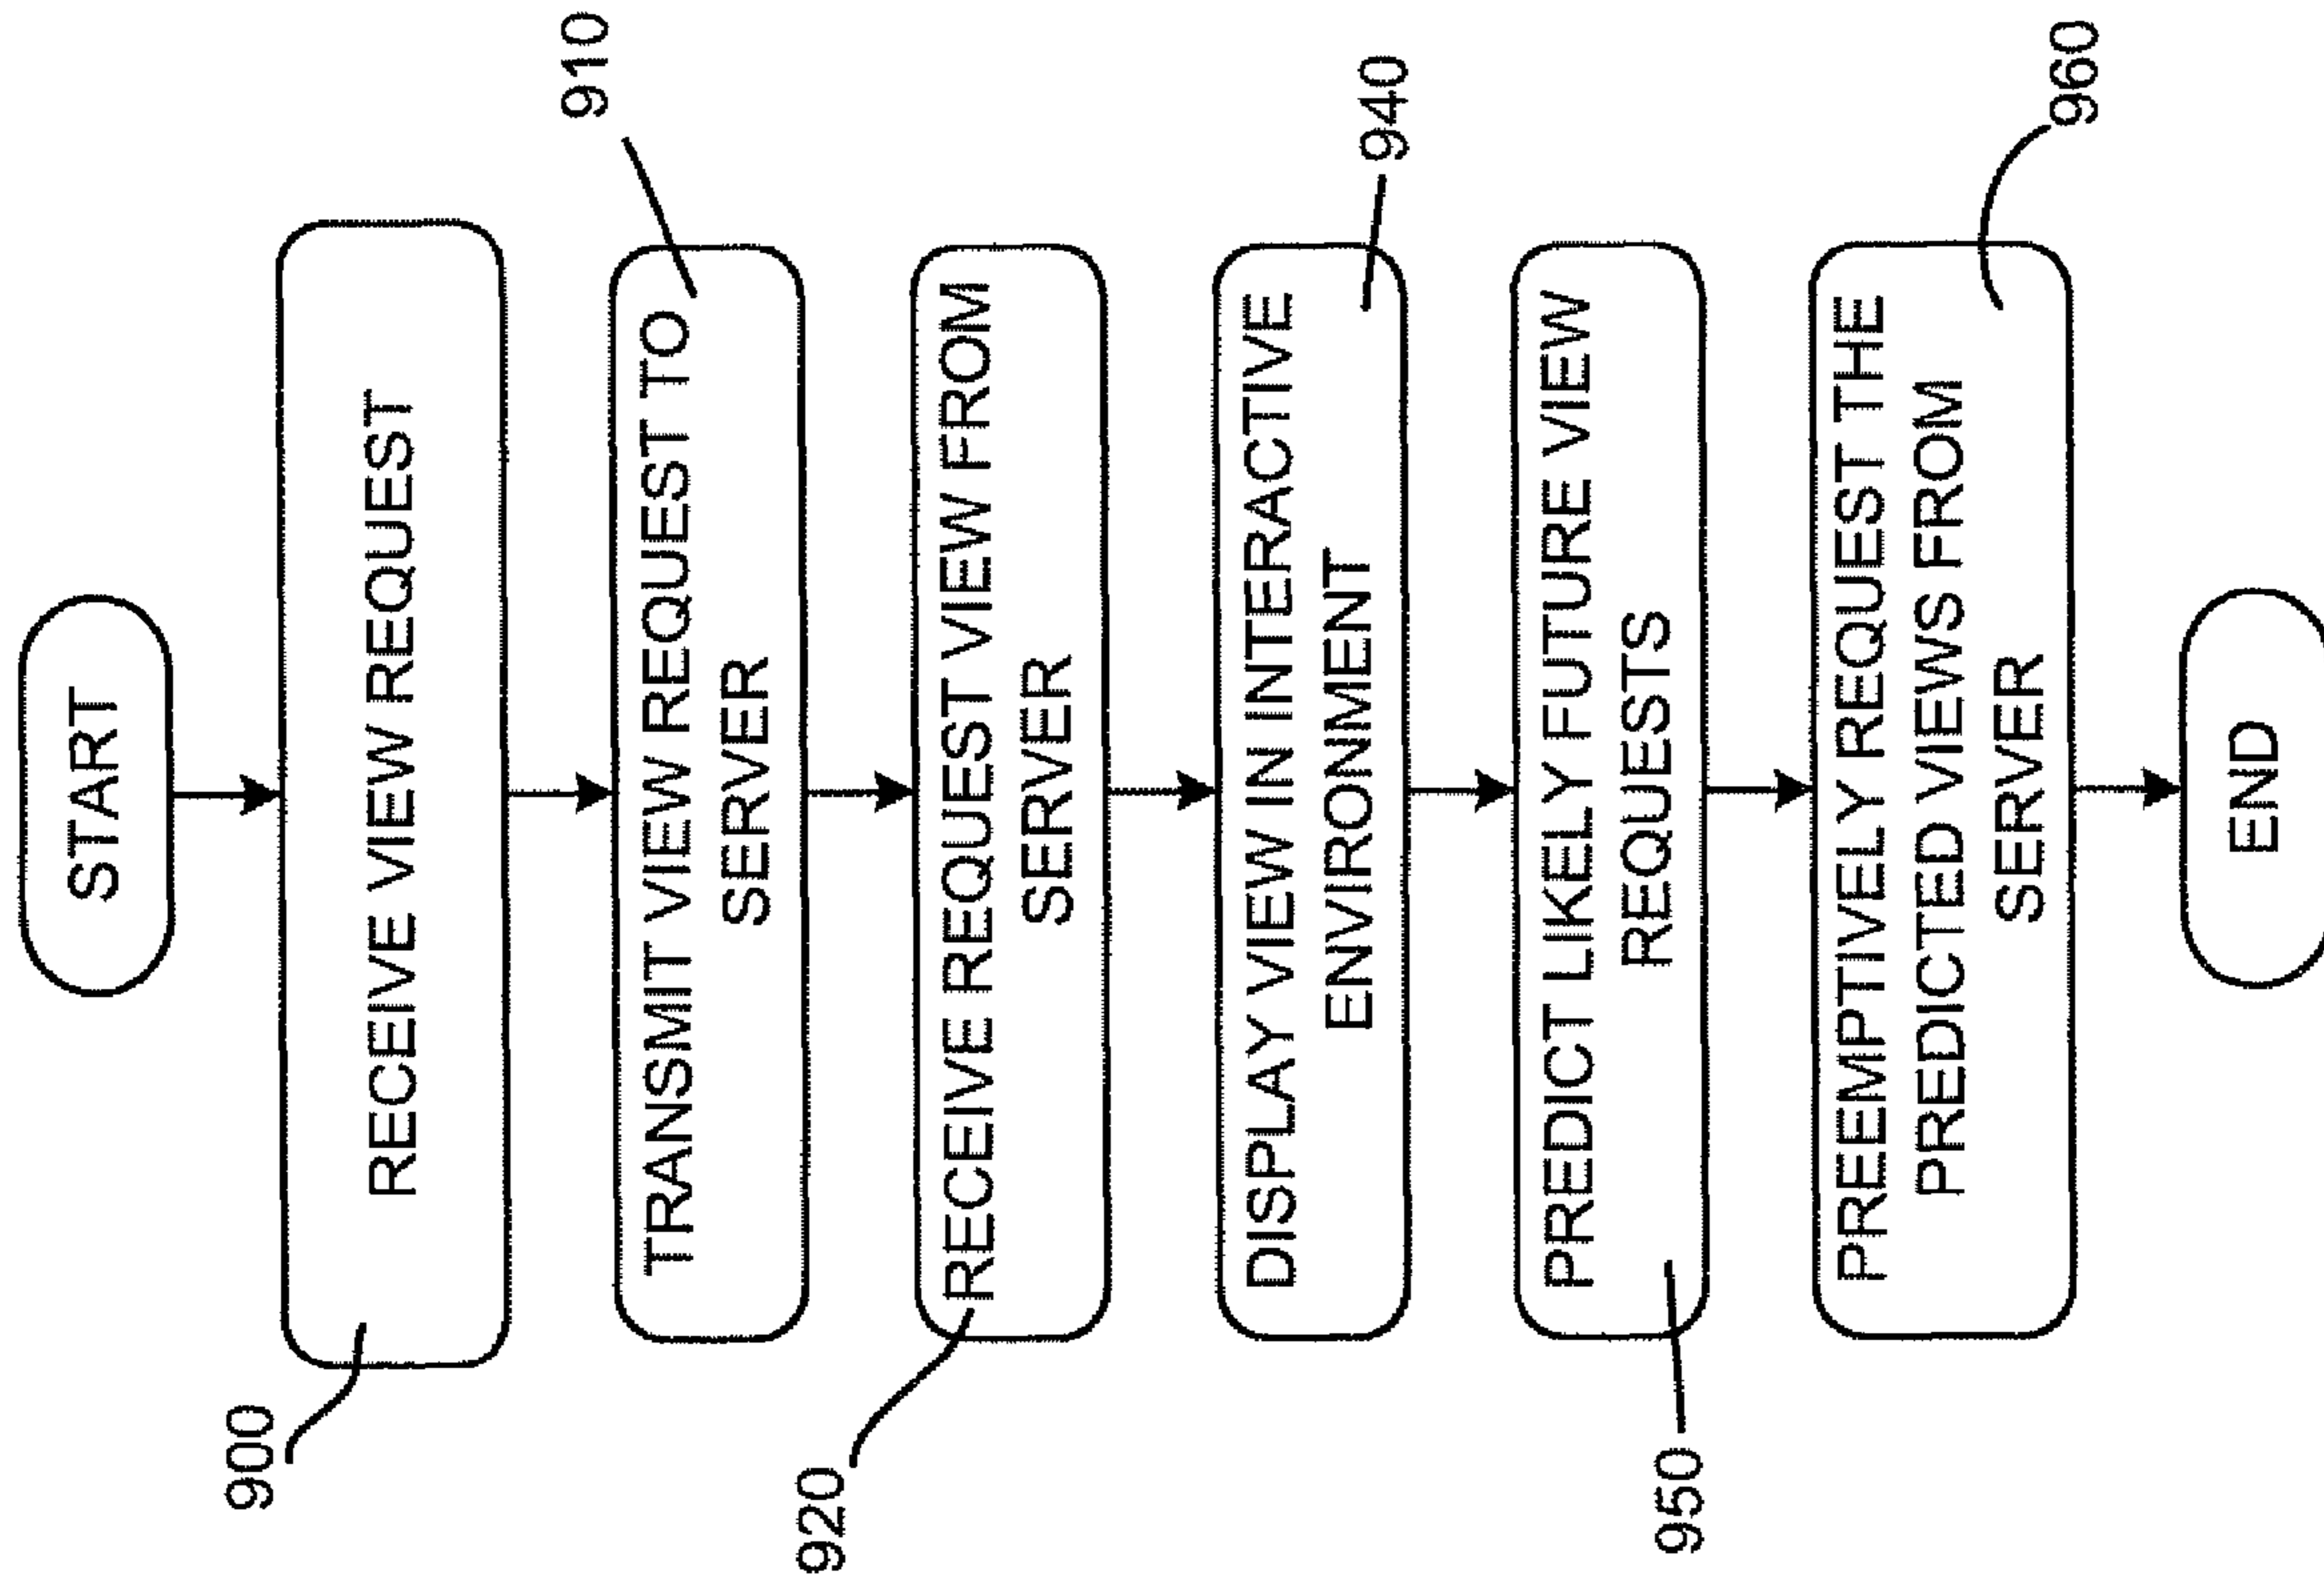 START
900
RECEIVE VIEW REQUEST
910
TRANSMIT VIEW REQUEST TO
SERVER
920
RECEIVE REQUEST VIEW FROM
SERVER
940
DISPLAY VIEW IN INTERACTIVE
ENVIRONMENT
950
PREDICT LIKELY FUTURE VIEW
REQUESTS
960
PREEMPTIVELY REQUEST THE
PREDICTED VIEWS FROM
SERVER
END